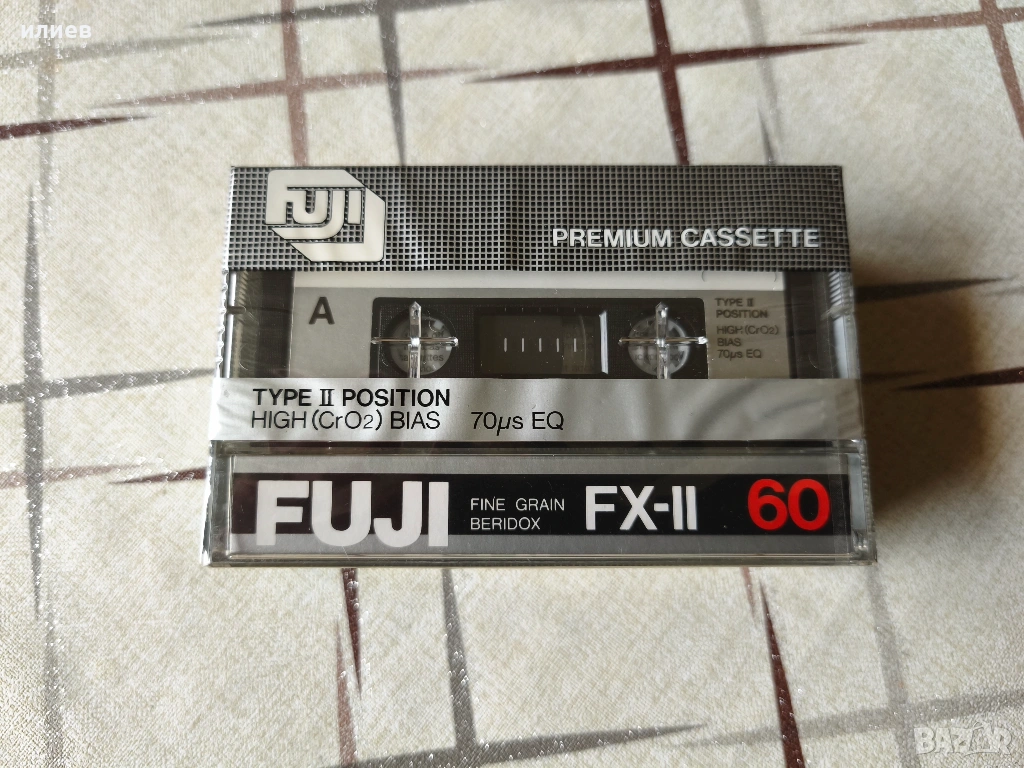 илиев
FUJI
PREMIUM CASSETTE
A
TYPE II
POSITION
HIGH (CrO2)
BIAS
70µs EQ
TYPE II POSITION
HIGH (CrO2) BIAS 70µs EQ
FUJI FINE GRAIN
BERIDOX
FX-II 60
BAZAR